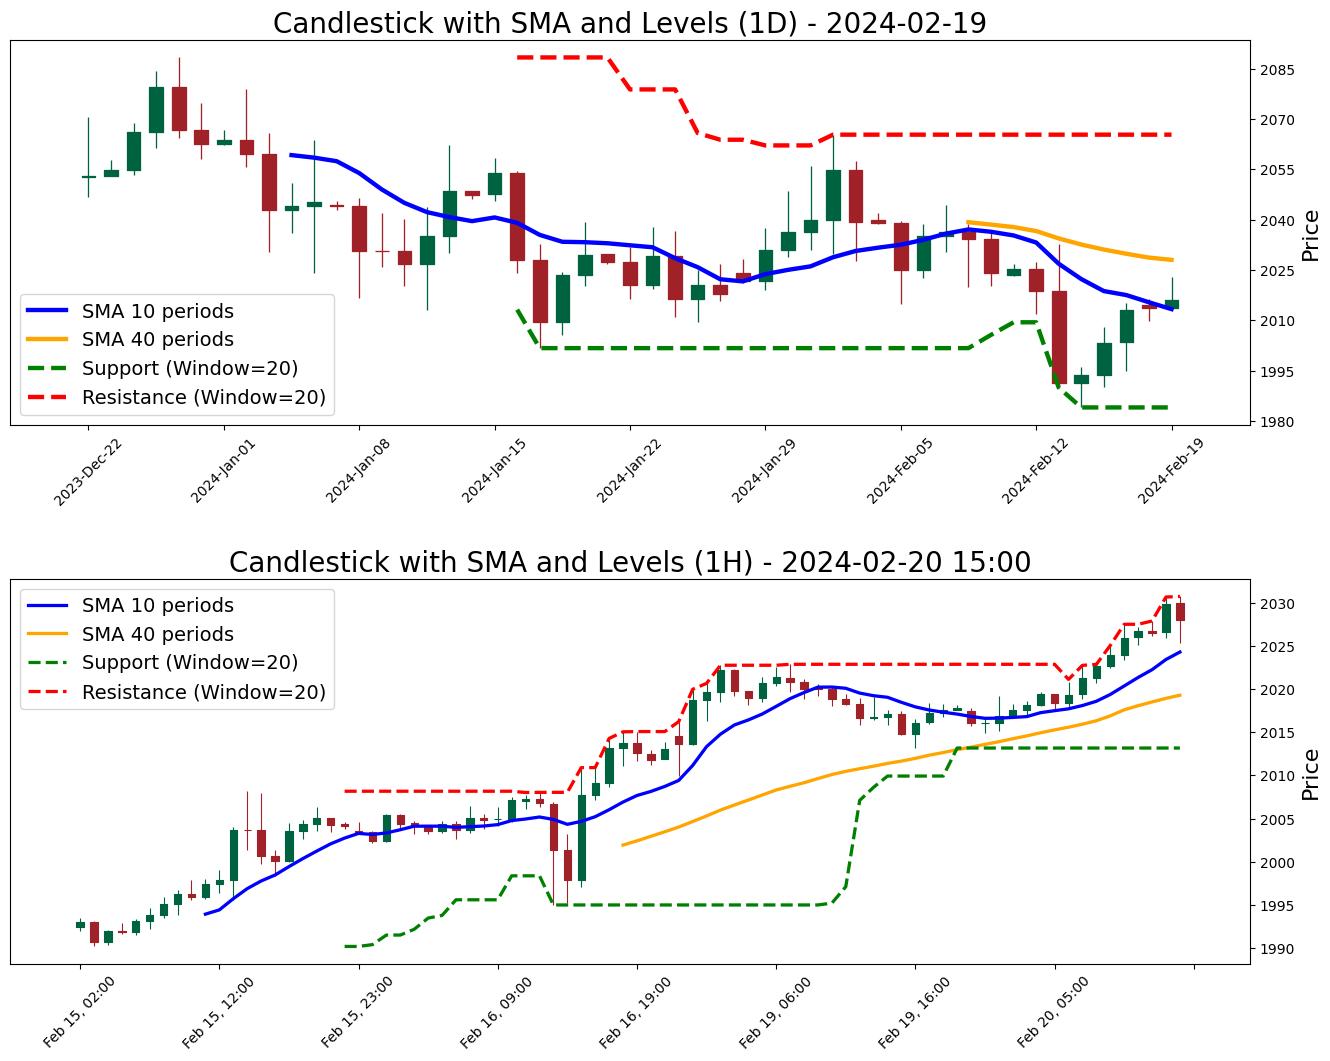 Candlestick with SMA and Levels (1D) - 2024-02-19
2085
2070
2055
2040
2025
2010
1995
1980
Price
SMA 10 periods
SMA 40 periods
Support (Window=20)
Resistance (Window=20)
2023-Dec-22
2024-Jan-01
2024-Jan-08
2024-Jan-15
2024-Jan-22
2024-Jan-29
2024-Feb-05
2024-Feb-12
2024-Feb-19
Candlestick with SMA and Levels (1H) - 2024-02-20 15:00
SMA 10 periods
SMA 40 periods
Support (Window=20)
Resistance (Window=20)
2030
2025
2020
2015
2010
2005
2000
1995
1990
Price
Feb 15, 02:00
Feb 15, 12:00
Feb 15, 23:00
Feb 16, 09:00
Feb 16, 19:00
Feb 19, 06:00
Feb 19, 16:00
Feb 20, 05:00